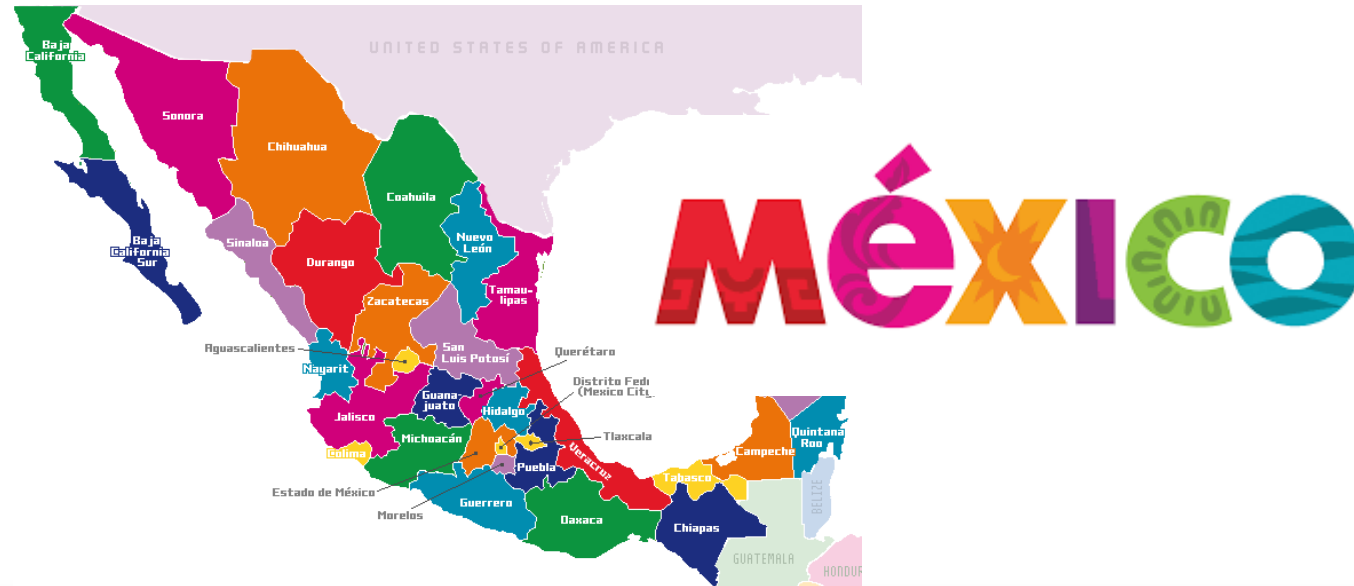 UNITED STATES OF AMERICA
Baja
California
Sonora
Chihuahua
Coahuila
MéxICO
Baja
California
Sur
Sinaloa
Durango
Nuevo
León
Tamau-
lipas
Zacatecas
San
Luis Potosí
Aguascalientes
Querétaro
Nayarit
Distrito Fed
(Mexico City
Guana-
juato
Hidalgo
Jalisco
Michoacán
Tlaxcala
Quintana
Roo
Campeche
Colima
Veracruz
Puebla
Tabasco
Estado de México
Morelos
Guerrero
Oaxaca
Chiapas
BELIZE
GUATEMALA
HONDUR